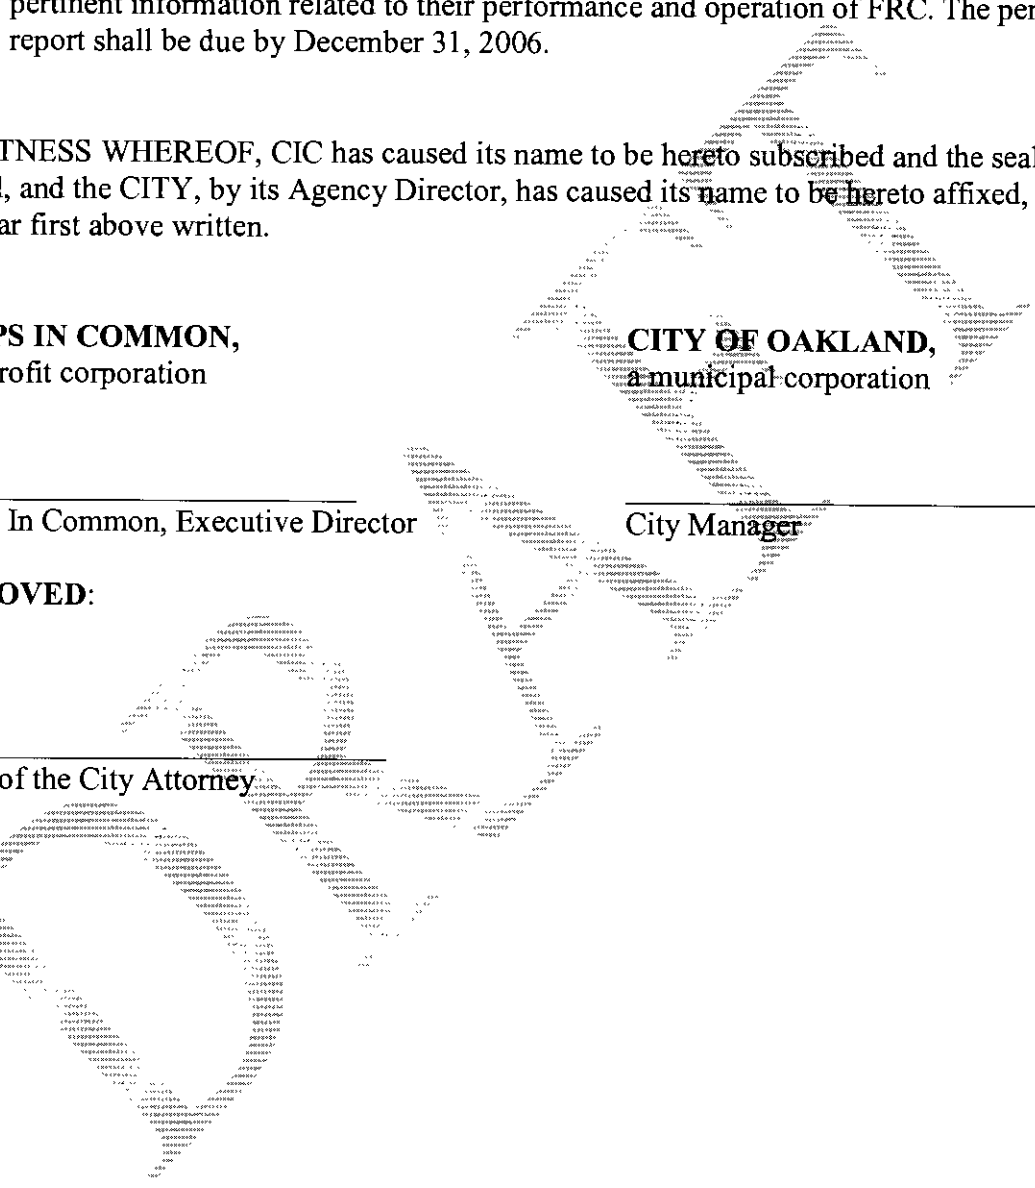 pertinent information related to their performance and operation of FRC. The per
report shall be due by December 31, 2006.
TNESS WHEREOF, CIC has caused its name to be hereto subscribed and the seal
, and the CITY, by its Agency Director, has caused its name to be hereto affixed,
ar first above written.
PS IN COMMON,
rofit corporation
CITY OF OAKLAND,
a municipal corporation
In Common, Executive Director
City Manager
OVED:
of the City Attorney
DRAFT